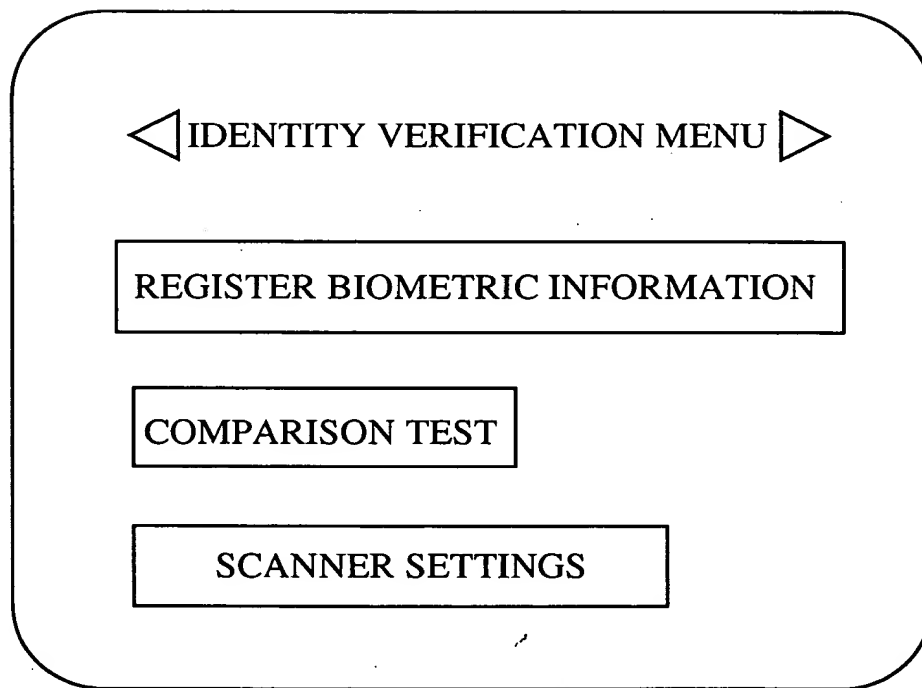 IDENTITY VERIFICATION MENU
REGISTER BIOMETRIC INFORMATION
COMPARISON TEST
SCANNER SETTINGS